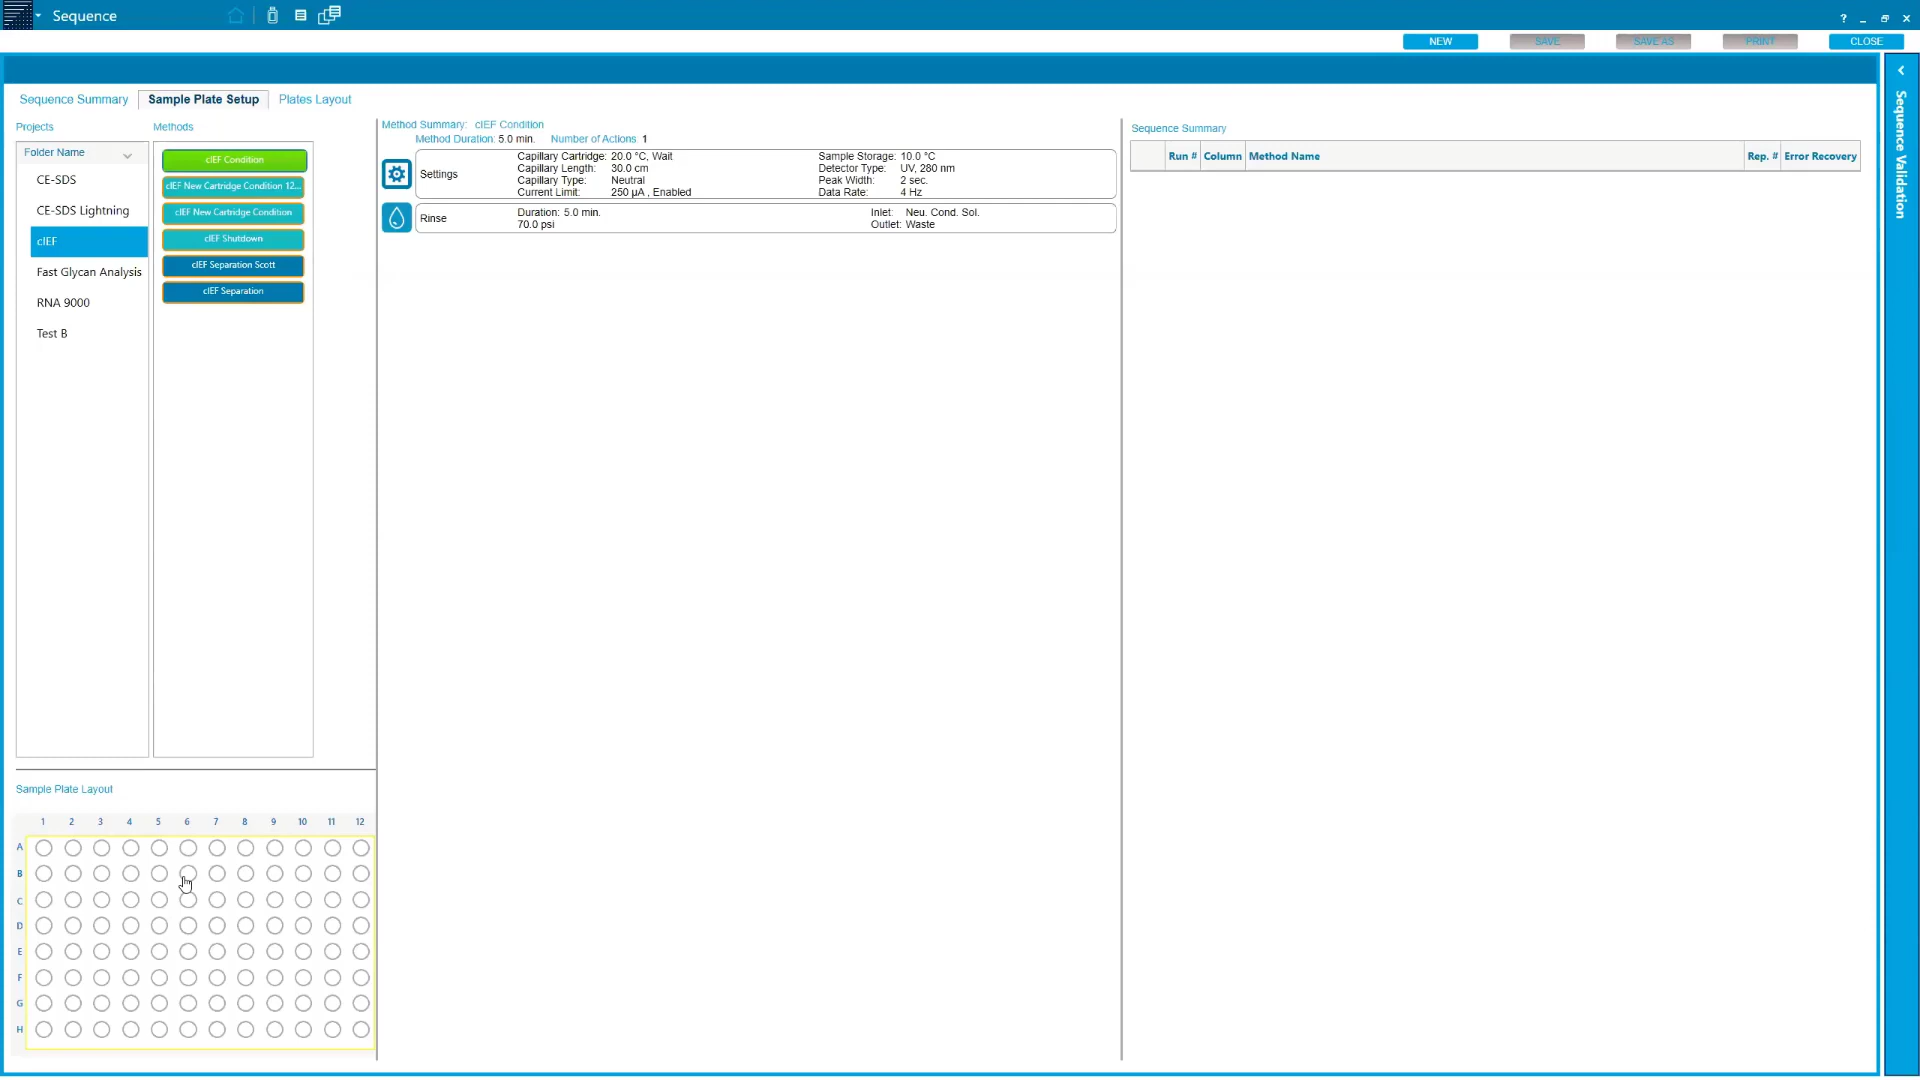 Sequence
?
NEW
SAVE
SAVE AS
PRINT
CLOSE
Sequence Summary
Sample Plate Setup
Plates Layout
Sequence Validation
Projects
Folder Name
CE-SDS
CE-SDS Lightning
cIEF
Fast Glycan Analysis
RNA 9000
Test B
Methods
cIEF Condition
cIEF New Cartridge Condition 12...
cIEF New Cartridge Condition
cIEF Shutdown
cIEF Separation Scott
cIEF Separation
Method Summary: cIEF Condition
Method Duration: 5.0 min. Number of Actions 1
Settings
Capillary Cartridge: 20.0 °C, Wait
Capillary Length: 30.0 cm
Capillary Type: Neutral
Current Limit: 250 µA , Enabled
Sample Storage: 10.0 °C
Detector Type: UV, 280 nm
Peak Width: 2 sec.
Data Rate: 4 Hz
Rinse
Duration: 5.0 min.
70.0 psi
Inlet: Neu. Cond. Sol.
Outlet: Waste
Sequence Summary
Run # Column Method Name Rep. # Error Recovery
Sample Plate Layout
1 2 3 4 5 6 7 8 9 10 11 12
A
B
C
D
E
F
G
H